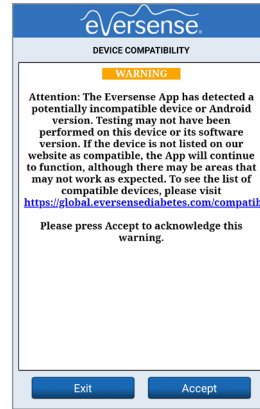 eversense.
DEVICE COMPATIBILITY
WARNING
Attention: The Eversense App has detected a
potentially incompatible device or Android
version. Testing may not have been
performed on this device or its software
version. If the device is not listed on our
website as compatible, the App will continue
to function, although there may be areas that
may not work as expected. To see the list of
compatible devices, please visit
https://global.eversensediabetes.com/compatib
Please press Accept to acknowledge this
warning.
Exit Accept